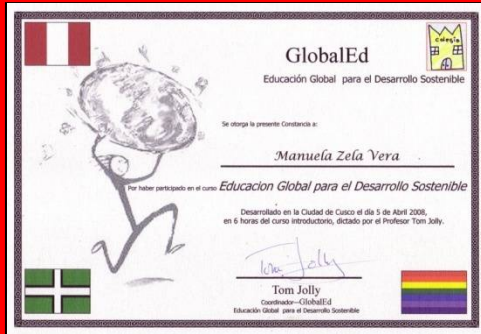 colegio
GlobalEd
Educación Global para el Desarrollo Sostenible
Se otorga la presente Constancia a:
Manuela Zela Vera
Por haber participado en el curso Educacion Global para el Desarrollo Sostenible
Desarrollado en la Ciudad de Cusco el día 5 de Abril 2008,
en 6 horas del curso introductorio, dictado por el Profesor Tom Jolly.
Tom Jolly
Tom Jolly
Coordinador—GlobalEd
Educación Global para el Desarrollo Sostenible